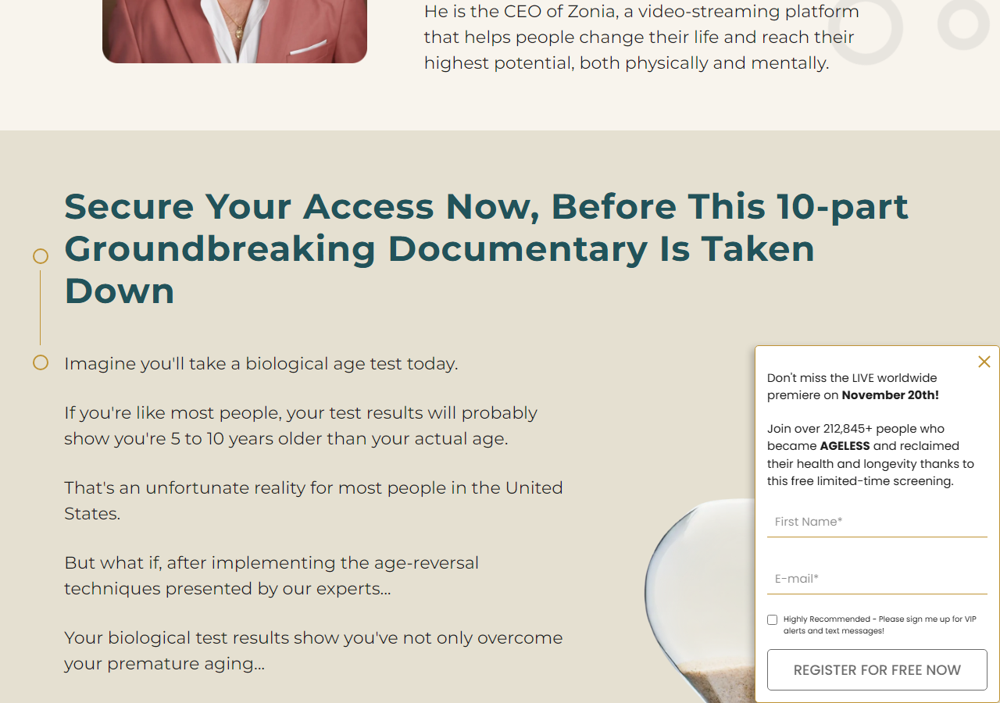 He is the CEO of Zonia, a video-streaming platform
that helps people change their life and reach their
highest potential, both physically and mentally.
Secure Your Access Now, Before This 10-part
Groundbreaking Documentary Is Taken
Down
Imagine you'll take a biological age test today.
If you're like most people, your test results will probably
show you're 5 to 10 years older than your actual age.
That's an unfortunate reality for most people in the United
States.
But what if, after implementing the age-reversal
techniques presented by our experts...
Your biological test results show you've not only overcome
your premature aging...
Don't miss the LIVE worldwide
premiere on November 20th!
Join over 212,845+ people who
became AGELESS and reclaimed
their health and longevity thanks to
this free limited-time screening.
First Name*
E-mail*
Highly Recommended - Please sign me up for VIP
alerts and text messages!
REGISTER FOR FREE NOW